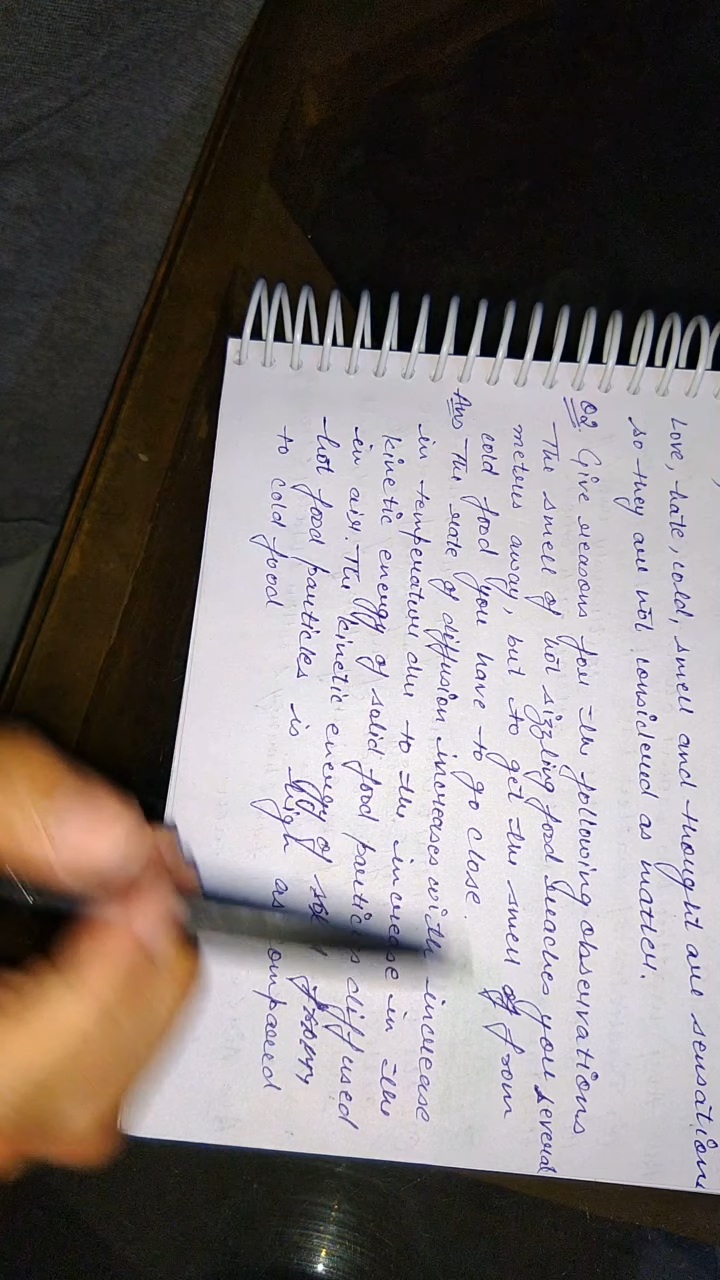 Love, hate, cold, smell and thought are sensations
so they are not considered as matter.
Q2. Give reasons for the following observations
The smell of hot sizzling food reaches you several
meters away, but to get the smell of from
cold food you have to go close.
Ans The rate of diffusion increases with increase
in temperature due to the increase in the
kinetic energy of solid food particles diffused
in air. The kinetic energy of from
hot food particles is high as compared
to cold food